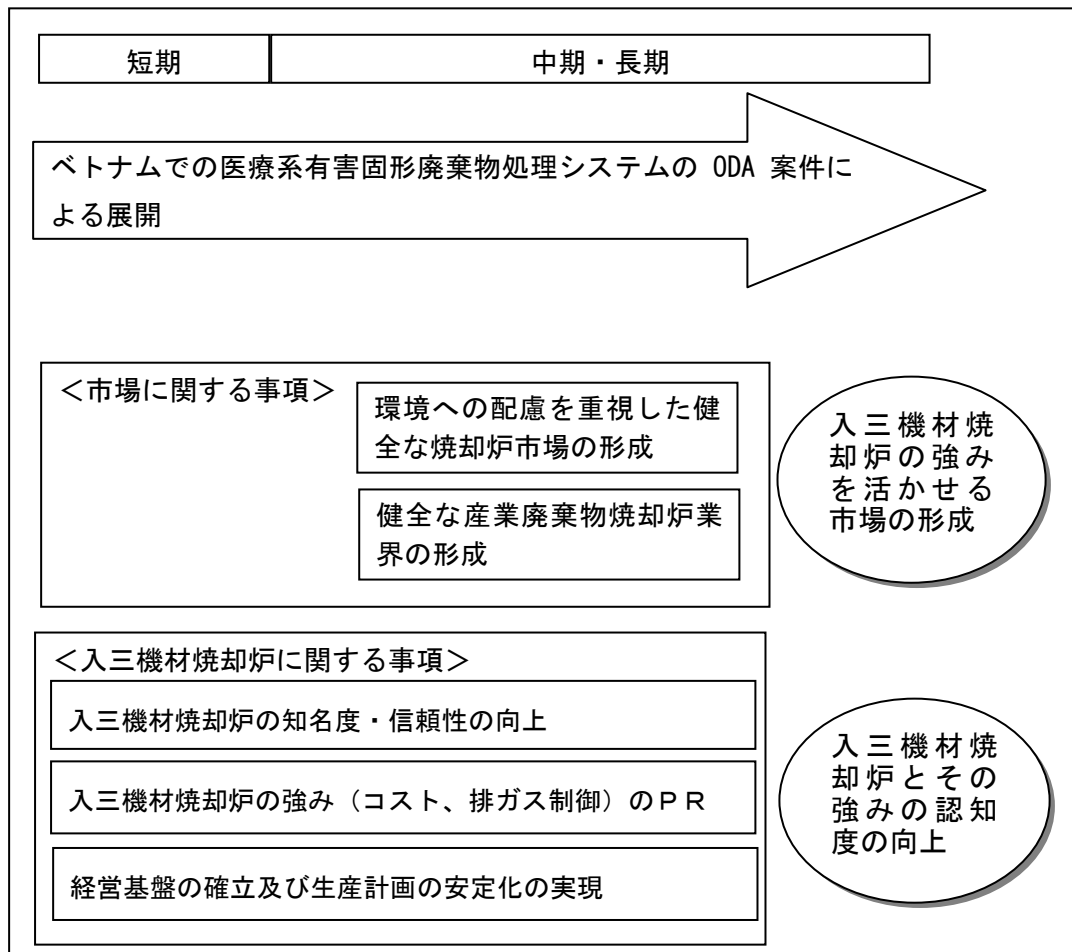 短期
中期・長期
ベトナムでの医療系有害固形廃棄物処理システムの ODA 案件に
よる展開
＜市場に関する事項＞
環境への配慮を重視した健
全な焼却炉市場の形成
健全な産業廃棄物焼却炉業
界の形成
入三機材焼
却炉の強み
を活かせる
市場の形成
＜入三機材焼却炉に関する事項＞
入三機材焼却炉の知名度・信頼性の向上
入三機材焼却炉の強み（コスト、排ガス制御）のＰＲ
経営基盤の確立及び生産計画の安定化の実現
入三機材焼
却炉とその
強みの認知
度の向上